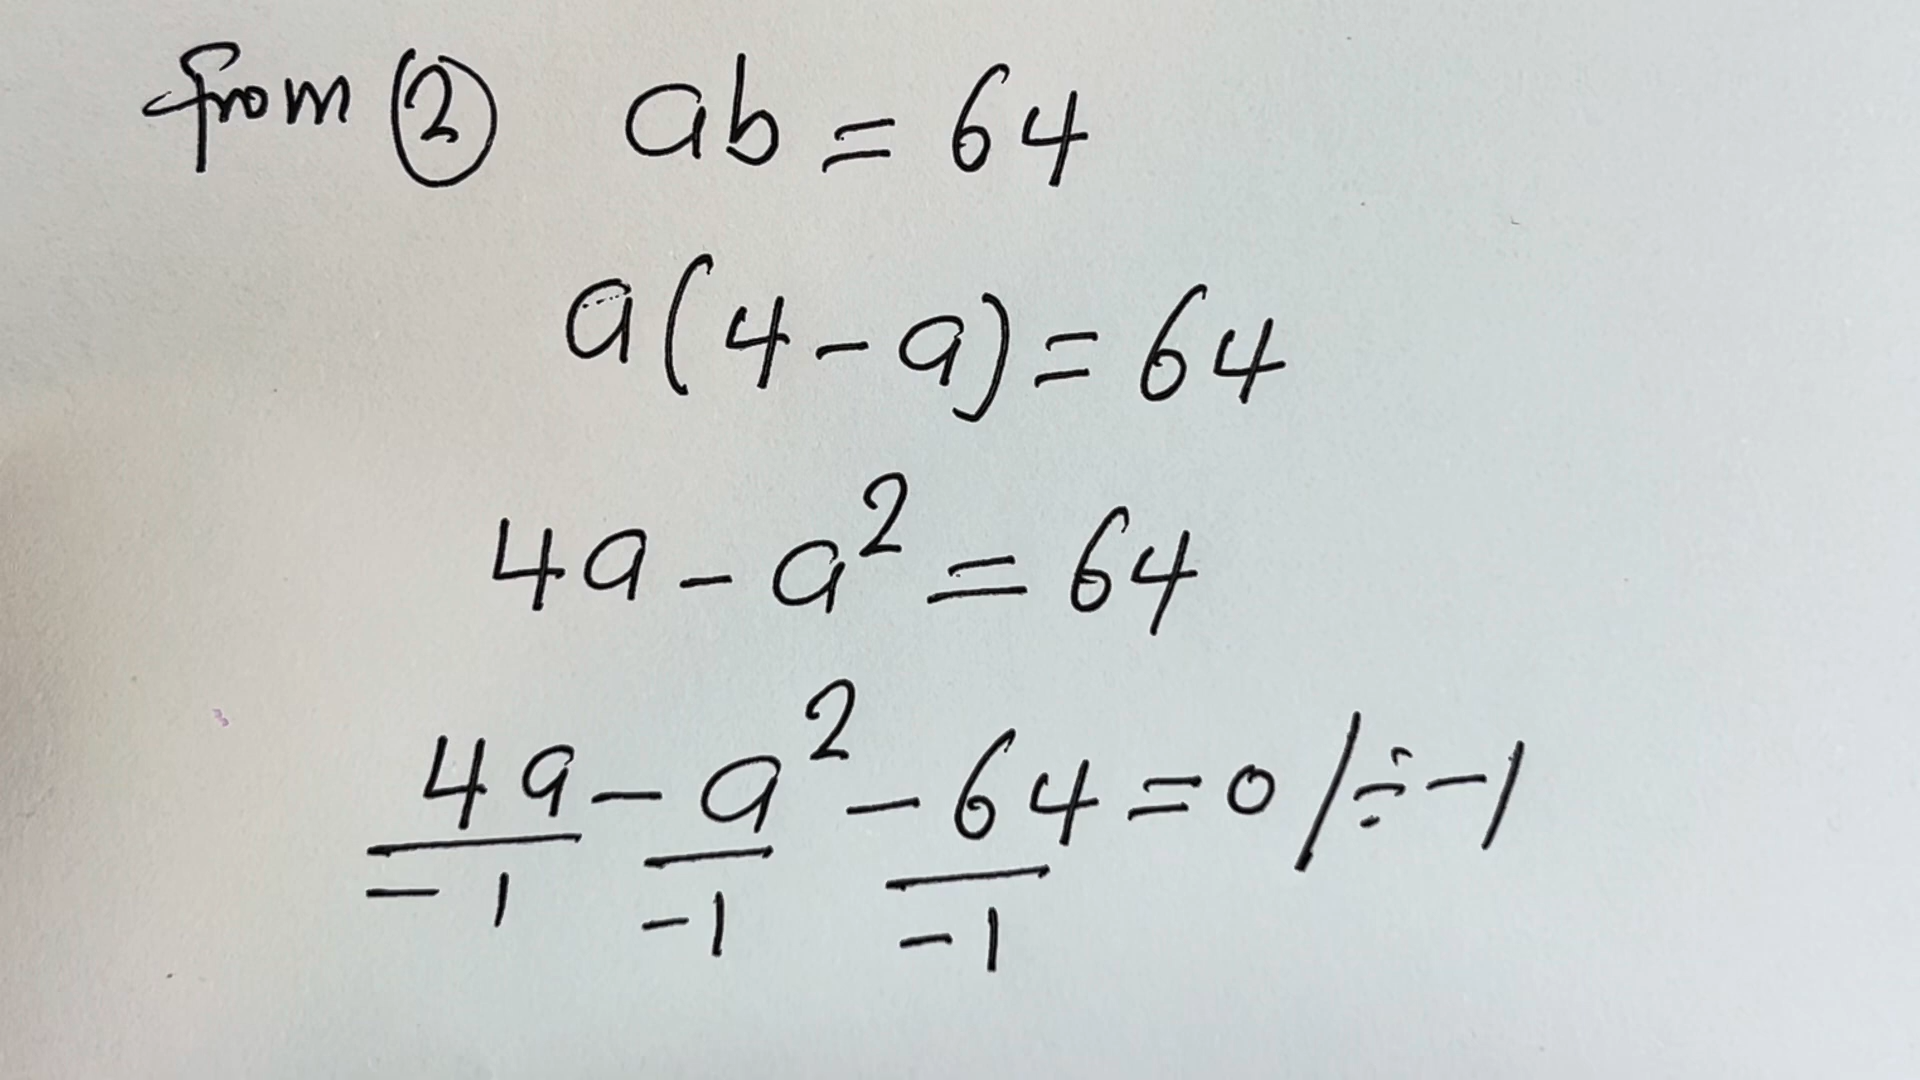 from ② ab = 64
a(4-a) = 64
4a - a² = 64
4a - a² - 64 = 0 / ÷ -1 /
-1 -1 -1